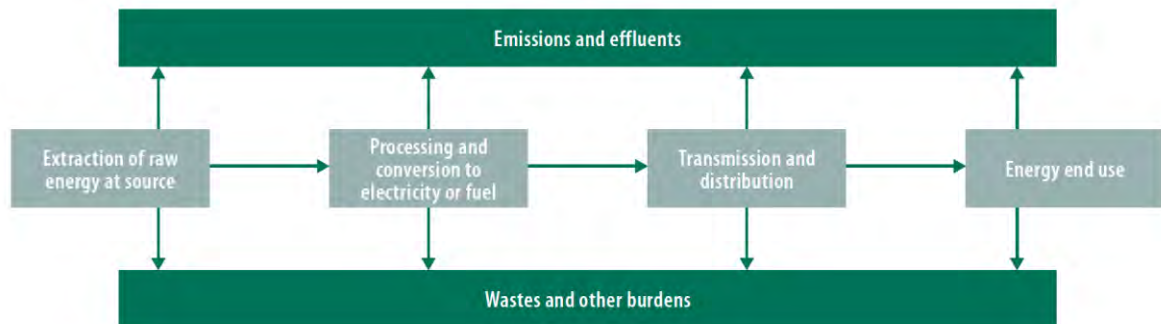 Emissions and effluents
Extraction of raw
energy at source
Processing and
conversion to
electricity or fuel
Transmission and
distribution
Energy end use
Wastes and other burdens